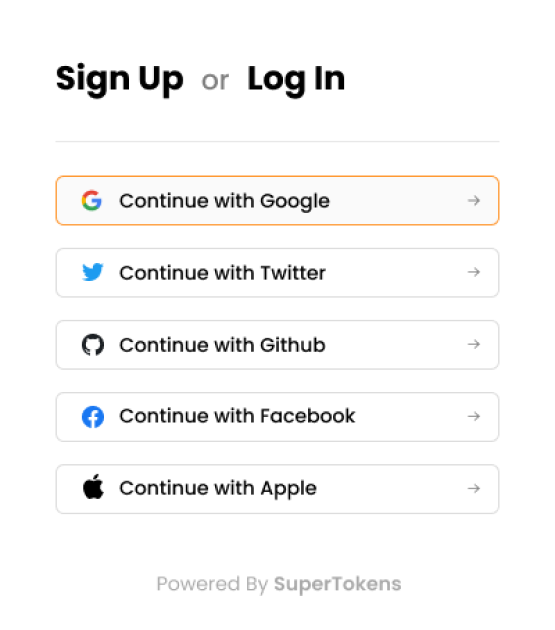 Sign Up or Log In
Continue with Google
Continue with Twitter
Continue with Github
Continue with Facebook
Continue with Apple
Powered By SuperTokens